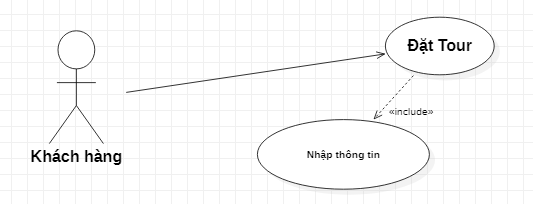 Đặt Tour
«include»
Nhập thông tin
Khách hàng